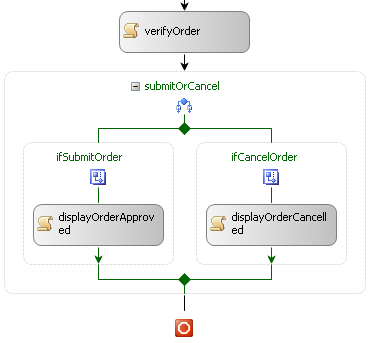 verifyOrder
submitOrCancel
ifSubmitOrder
ifCancelOrder
displayOrderApprov
ed
displayOrderCancell
ed